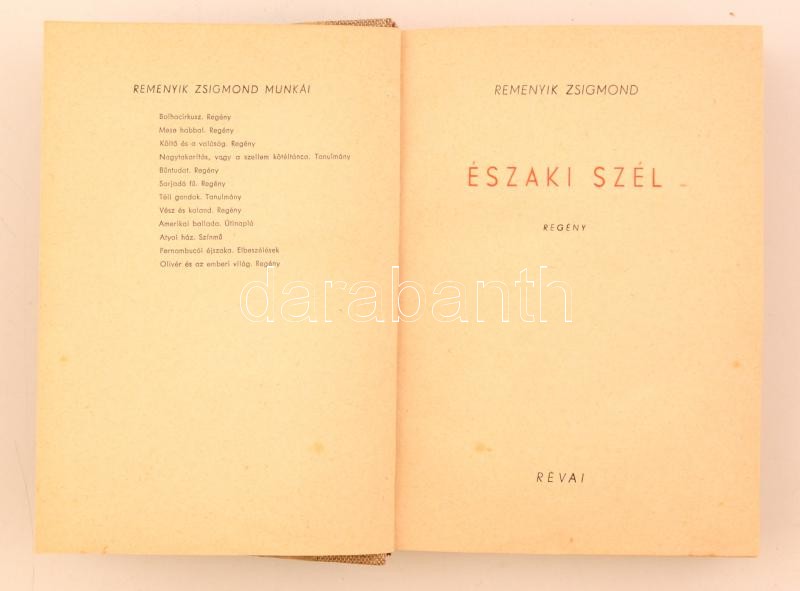 REMENYIK ZSIGMOND MUNKÁI
Bolhacirkusz. Regény
Mese habbal. Regény
Költő és a valóság. Regény
Nagytakarítás, vagy a szellem kötéltánca. Tanulmány
Bűntudat. Regény
Sarjadó fű. Regény
Téli gondok. Tanulmány
Vész és kaland. Regény
Amerikai ballada. Útinapló
Atyai ház. Színmű
Pernambucói éjszaka. Elbeszélések
Olivér és az emberi világ. Regény
REMENYIK ZSIGMOND
ÉSZAKI SZÉL
REGÉNY
RÉVAI
darabanth